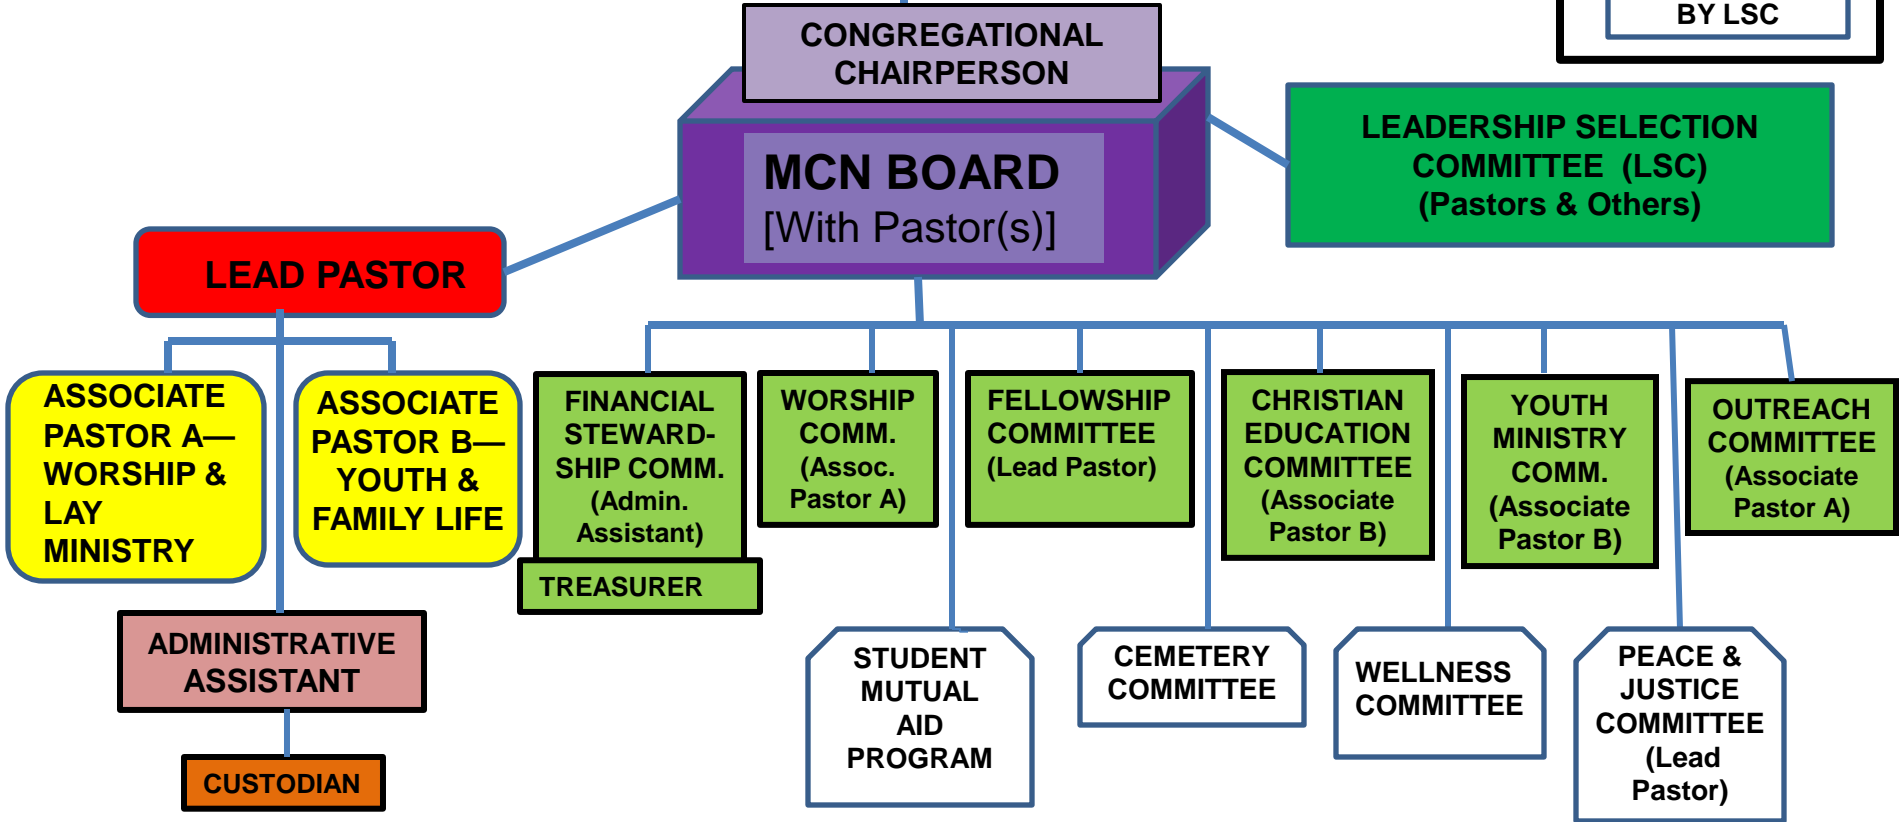 BY LSC
CONGREGATIONAL
CHAIRPERSON
MCN BOARD
[With Pastor(s)]
LEADERSHIP SELECTION
COMMITTEE (LSC)
(Pastors & Others)
LEAD PASTOR
ASSOCIATE
PASTOR A—
WORSHIP &
LAY
MINISTRY
ASSOCIATE
PASTOR B—
YOUTH &
FAMILY LIFE
FINANCIAL
STEWARD-
SHIP COMM.
(Admin.
Assistant)
TREASURER
WORSHIP
COMM.
(Assoc.
Pastor A)
FELLOWSHIP
COMMITTEE
(Lead Pastor)
CHRISTIAN
EDUCATION
COMMITTEE
(Associate
Pastor B)
YOUTH
MINISTRY
COMM.
(Associate
Pastor B)
OUTREACH
COMMITTEE
(Associate
Pastor A)
ADMINISTRATIVE
ASSISTANT
CUSTODIAN
STUDENT
MUTUAL
AID
PROGRAM
CEMETERY
COMMITTEE
WELLNESS
COMMITTEE
PEACE &
JUSTICE
COMMITTEE
(Lead
Pastor)